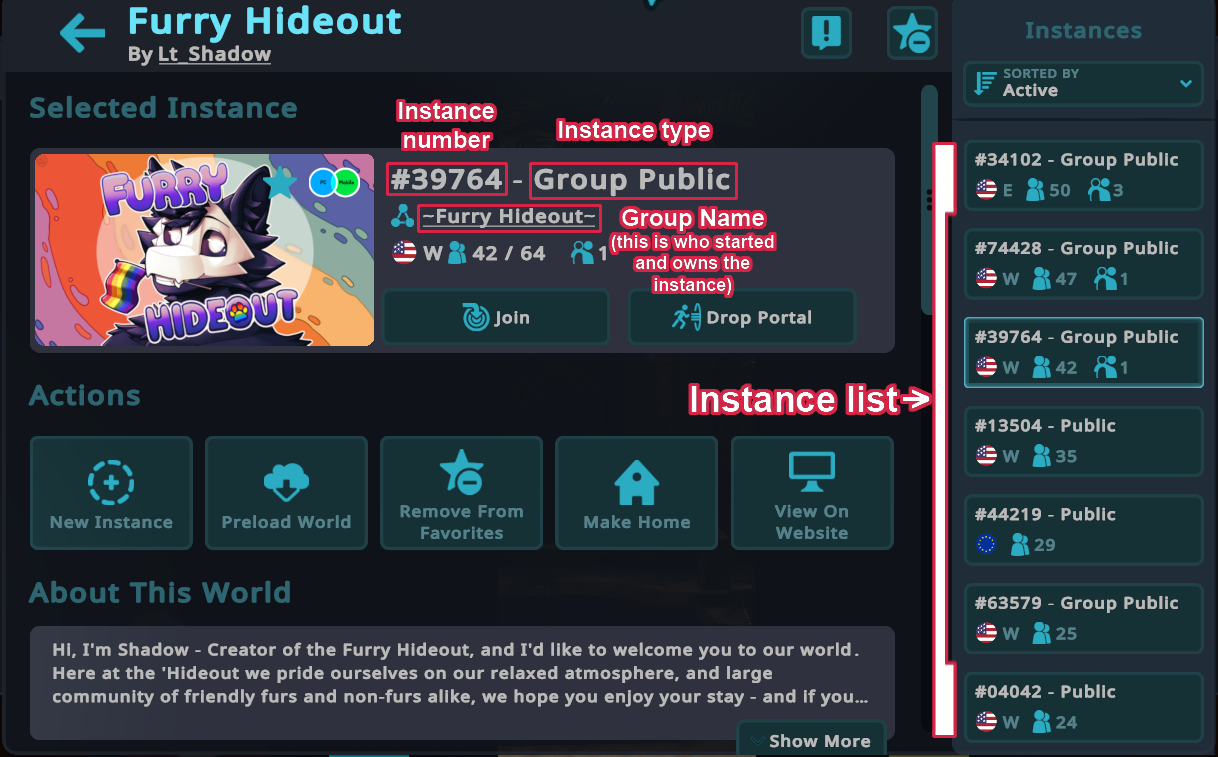 Furry Hideout
By Lt_Shadow
Selected Instance
Instance
number
Instance type
FURRY
HIDEOUT
PC
Mobile
#39764 - Group Public
~Furry Hideout~
Group Name
(this is who started
and owns the
instance)
W 42 / 64 1
Join
Drop Portal
Instance list
Actions
New Instance
Preload World
Remove From
Favorites
Make Home
View On
Website
About This World
Hi, I'm Shadow - Creator of the Furry Hideout, and I'd like to welcome you to our world.
Here at the 'Hideout we pride ourselves on our relaxed atmosphere, and large
community of friendly furs and non-furs alike, we hope you enjoy your stay - and if you...
Show More
Instances
SORTED BY
Active
#34102 - Group Public
E 50 3
#74428 - Group Public
W 47 1
#39764 - Group Public
W 42 1
#13504 - Public
W 35
#44219 - Public
29
#63579 - Group Public
W 25
#04042 - Public
W 24